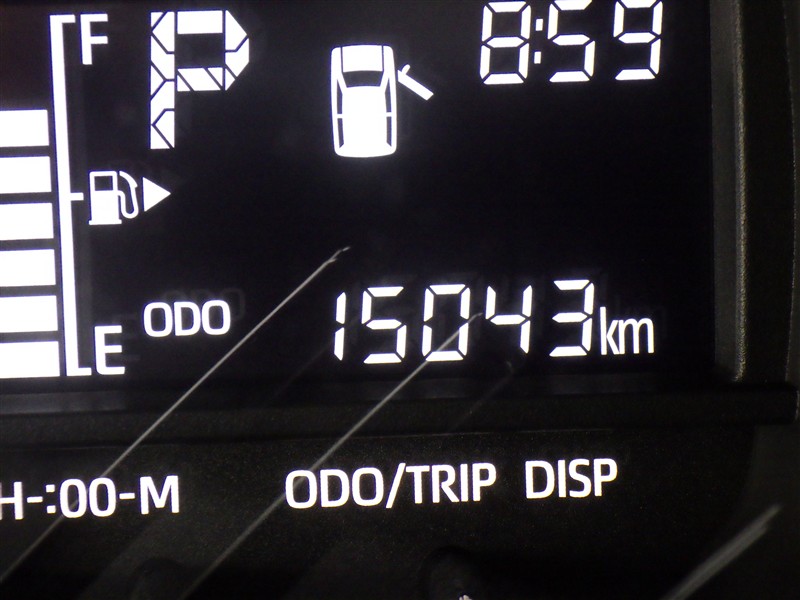 F
P
8:59
E
ODO
15043km
H-:00-M
ODO/TRIP
DISP